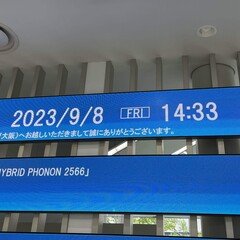 2023/9/8 FRI 14:33
大阪〉へお越しいただきまして誠にありがとうございます。
YBRID PHONON 2566」